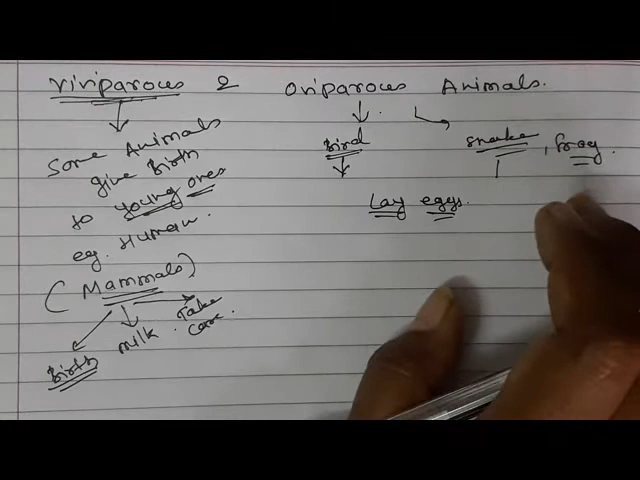 Viviparous & Oviparous Animals.
Some Animals
give Birth
to young ones
eg. Human.
(Mammals)
Birth milk. Take
care.
Bird snake, frog.
Lay eggs.